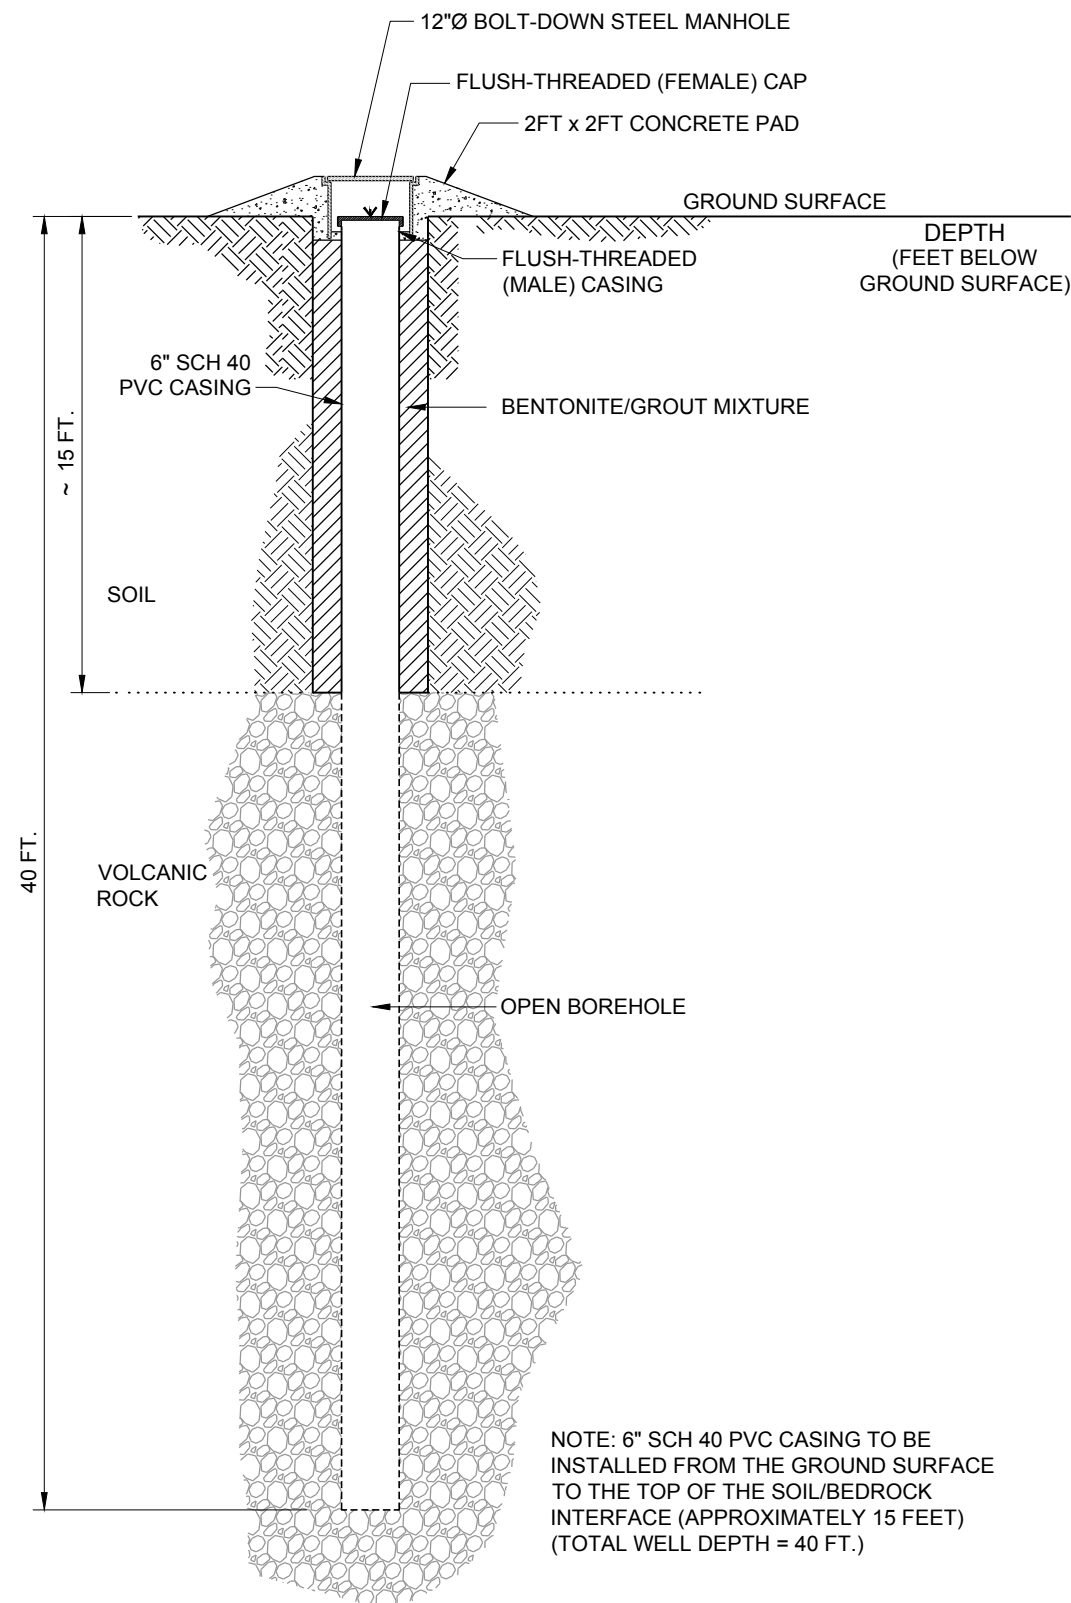 12"Ø BOLT-DOWN STEEL MANHOLE
FLUSH-THREADED (FEMALE) CAP
2FT x 2FT CONCRETE PAD
GROUND SURFACE
DEPTH
(FEET BELOW
GROUND SURFACE)
FLUSH-THREADED
(MALE) CASING
6" SCH 40
PVC CASING
BENTONITE/GROUT MIXTURE
~ 15 FT.
SOIL
40 FT.
VOLCANIC
ROCK
OPEN BOREHOLE
NOTE: 6" SCH 40 PVC CASING TO BE
INSTALLED FROM THE GROUND SURFACE
TO THE TOP OF THE SOIL/BEDROCK
INTERFACE (APPROXIMATELY 15 FEET)
(TOTAL WELL DEPTH = 40 FT.)